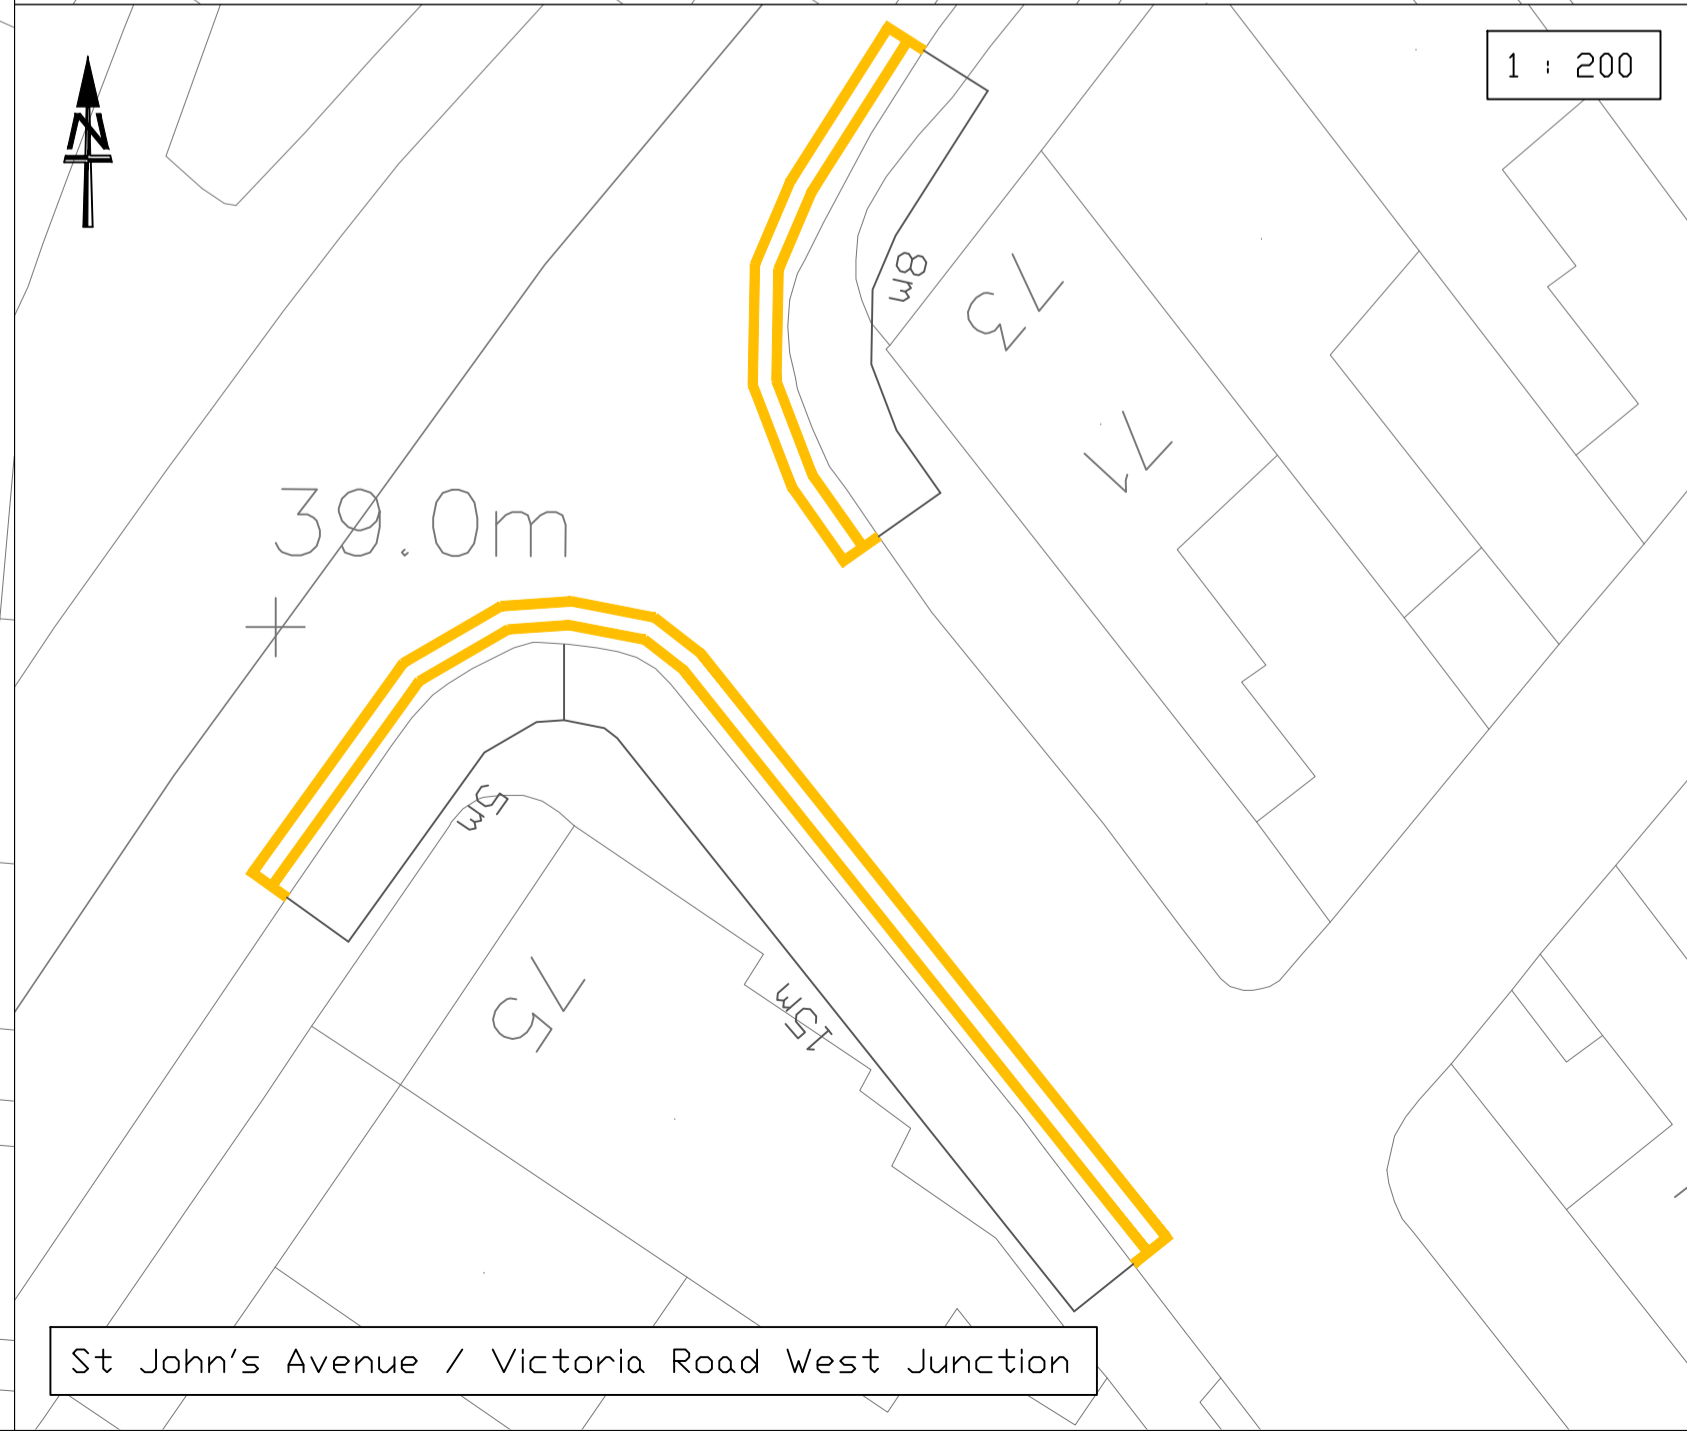 N
1 : 200
8m
73
71
39.0m
5m
75
15m
St John's Avenue / Victoria Road West Junction